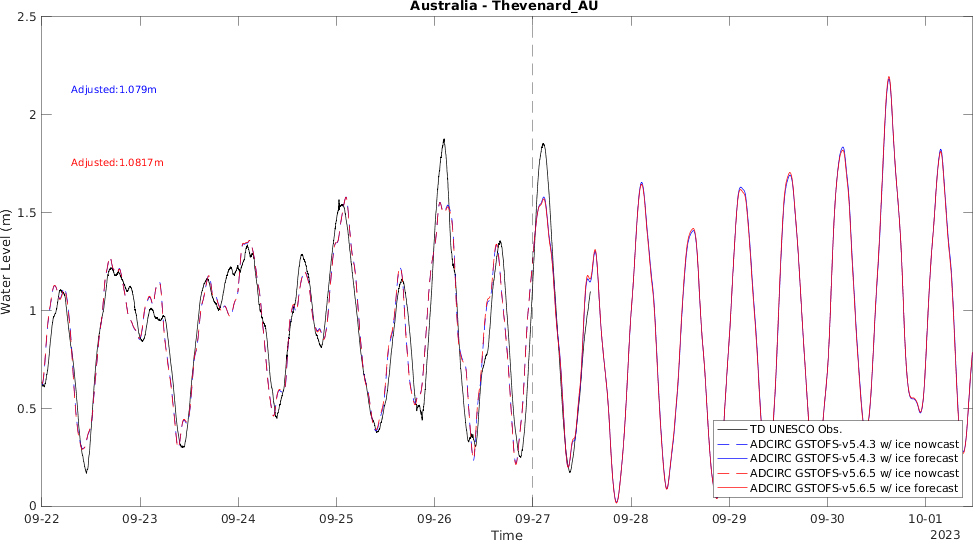 Australia - Thevenard_AU
2.5
2
1.5
1
0.5
0
Water Level (m)
Adjusted:1.079m
Adjusted:1.0817m
TD UNESCO Obs.
ADCIRC GSTOFS-v5.4.3 w/ ice nowcast
ADCIRC GSTOFS-v5.4.3 w/ ice forecast
ADCIRC GSTOFS-v5.6.5 w/ ice nowcast
ADCIRC GSTOFS-v5.6.5 w/ ice forecast
09-22 09-23 09-24 09-25 09-26 09-27 09-28 09-29 09-30 10-01
Time
2023